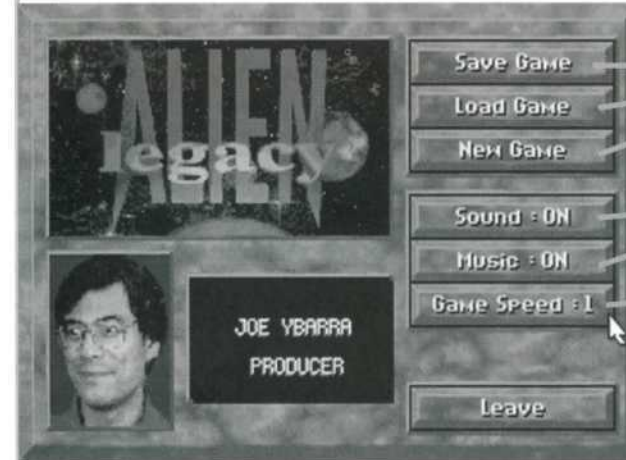 ALIEN
legacy
Save Game
Load Game
New Game
Sound : ON
Music : ON
Game Speed : 1
JOE YBARRA
PRODUCER
Leave